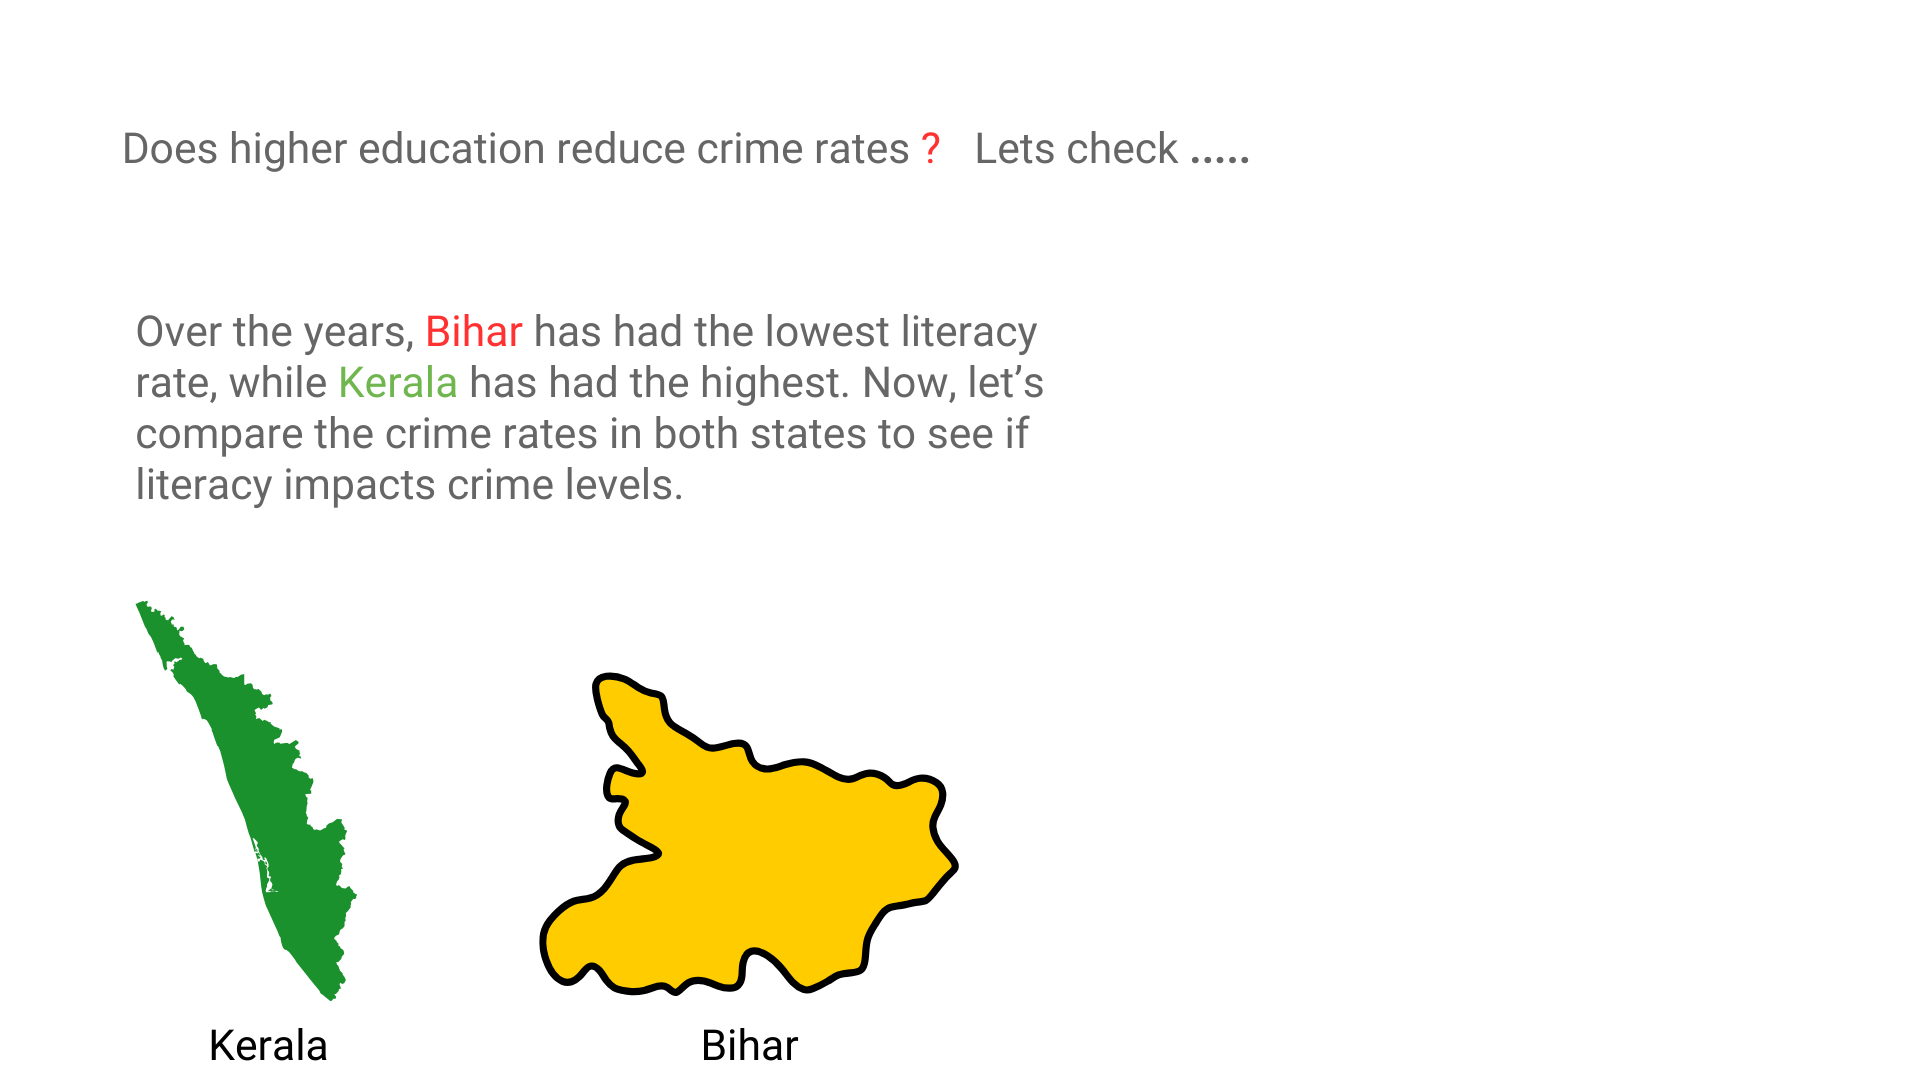 Does higher education reduce crime rates ? Lets check .....
Over the years, Bihar has had the lowest literacy
rate, while Kerala has had the highest. Now, let’s
compare the crime rates in both states to see if
literacy impacts crime levels.
Kerala
Bihar